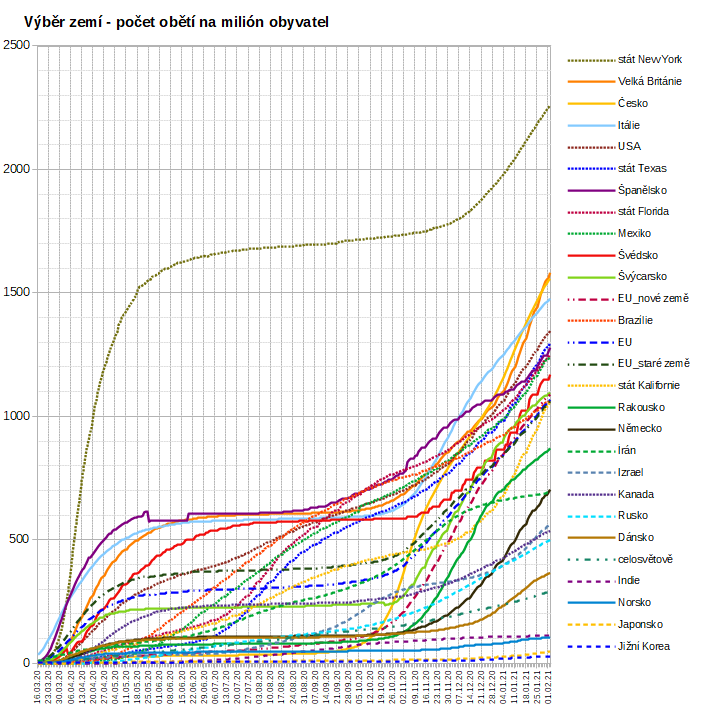 Výběr zemí - počet obětí na milión obyvatel
2500
2000
1500
1000
500
0
stát NewYork
Velká Británie
Česko
Itálie
USA
stát Texas
Španělsko
stát Florida
Mexiko
Švédsko
Švýcarsko
EU_nové země
Brazilie
EU
EU_staré země
stát Kalifornie
Rakousko
Německo
Írán
Izrael
Kanada
Rusko
Dánsko
celosvětově
Indie
Norsko
Japonsko
Jižní Korea
16.03.20
23.03.20
30.03.20
06.04.20
13.04.20
20.04.20
27.04.20
04.05.20
11.05.20
18.05.20
25.05.20
01.06.20
08.06.20
15.06.20
22.06.20
29.06.20
06.07.20
13.07.20
20.07.20
27.07.20
03.08.20
10.08.20
17.08.20
24.08.20
31.08.20
07.09.20
14.09.20
21.09.20
28.09.20
05.10.20
12.10.20
19.10.20
26.10.20
02.11.20
09.11.20
16.11.20
23.11.20
30.11.20
07.12.20
14.12.20
21.12.20
28.12.20
04.01.21
11.01.21
18.01.21
25.01.21
01.02.21